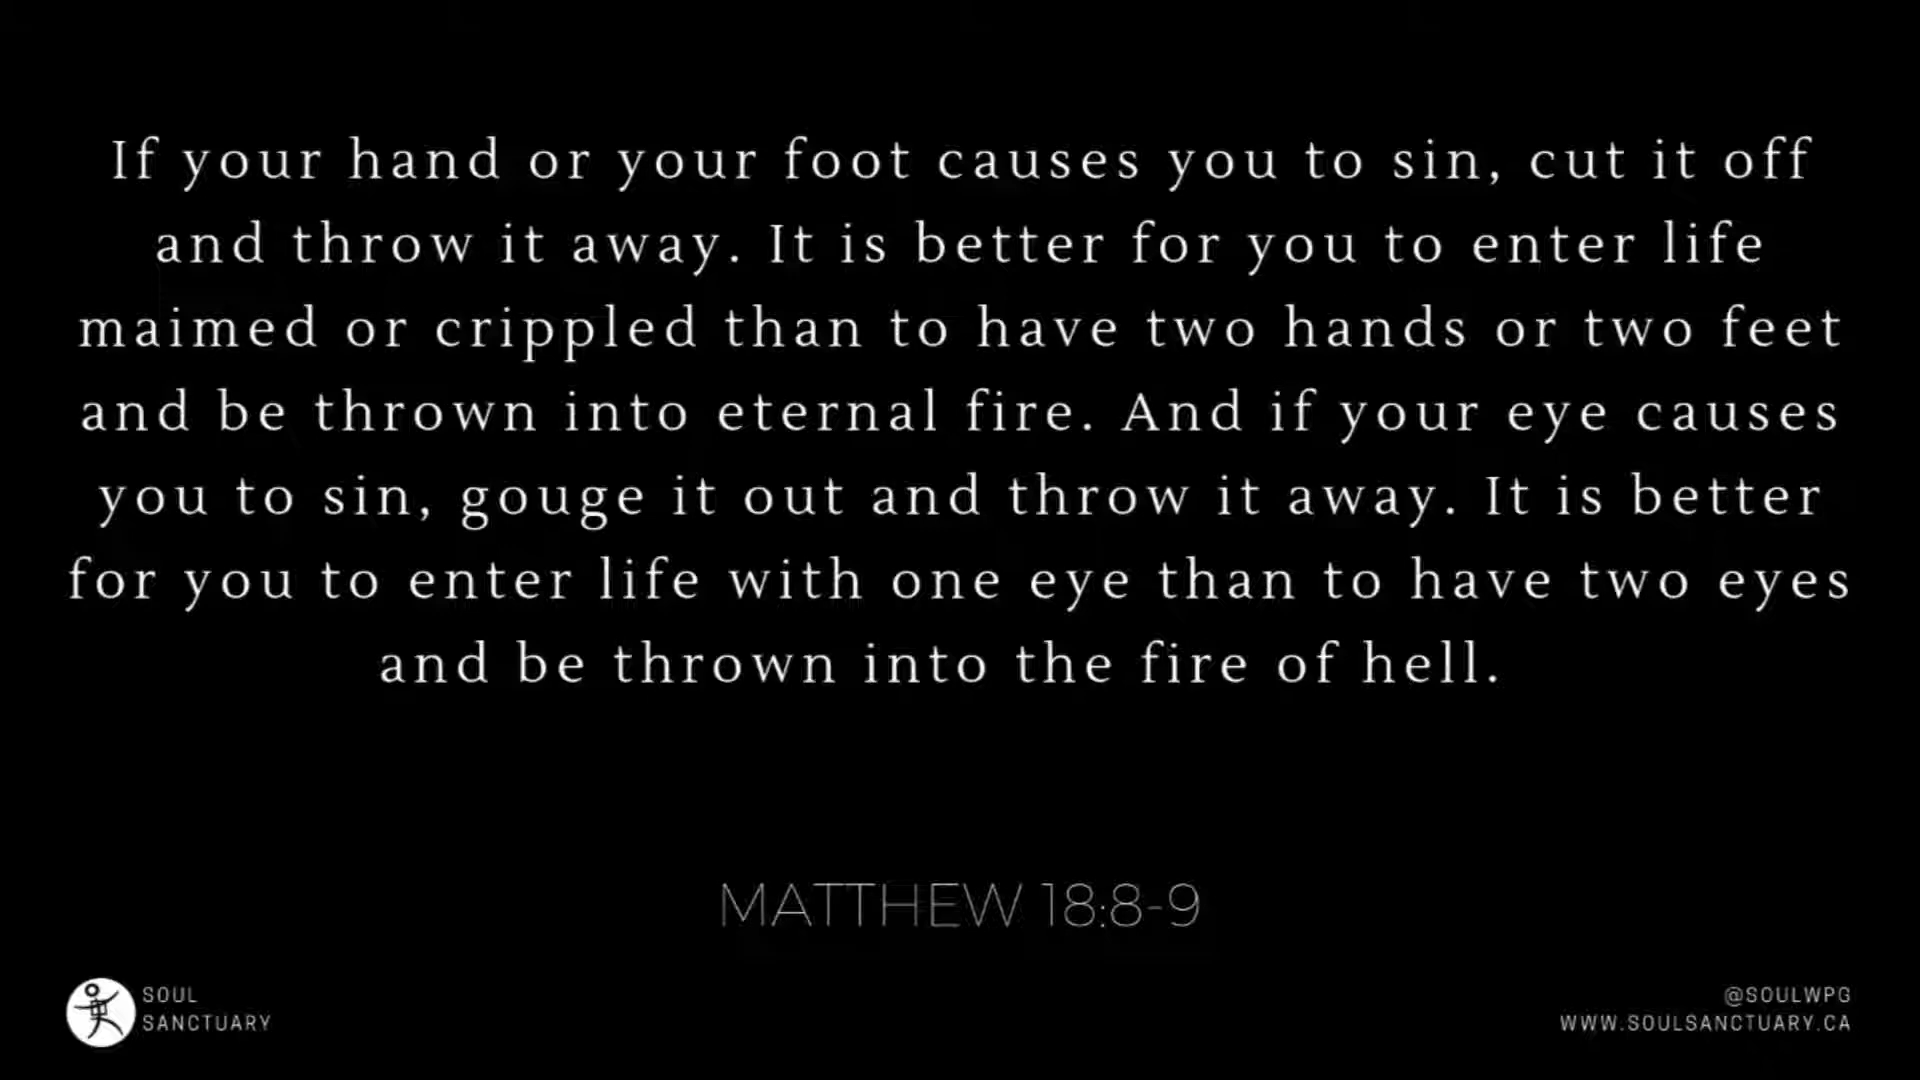 If your hand or your foot causes you to sin, cut it off
and throw it away. It is better for you to enter life
maimed or crippled than to have two hands or two feet
and be thrown into eternal fire. And if your eye causes
you to sin, gouge it out and throw it away. It is better
for you to enter life with one eye than to have two eyes
and be thrown into the fire of hell.
MATTHEW 18:8-9
SOUL
SANCTUARY
@SOULWPG
WWW.SOULSANCTUARY.CA